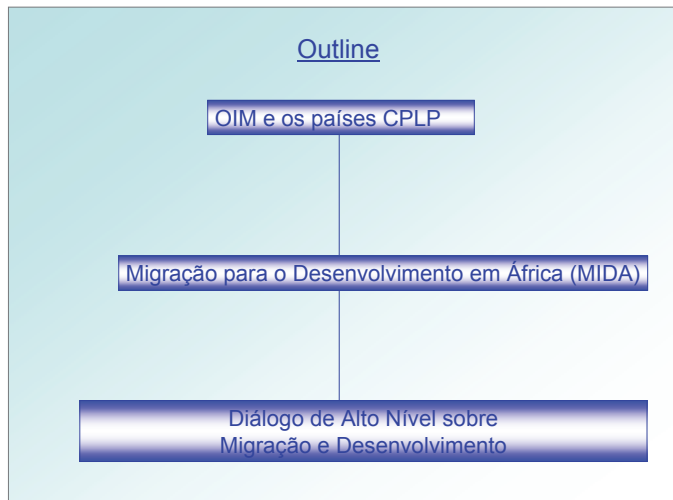 Outline
OIM e os países CPLP
Migração para o Desenvolvimento em África (MIDA)
Diálogo de Alto Nível sobre
Migração e Desenvolvimento